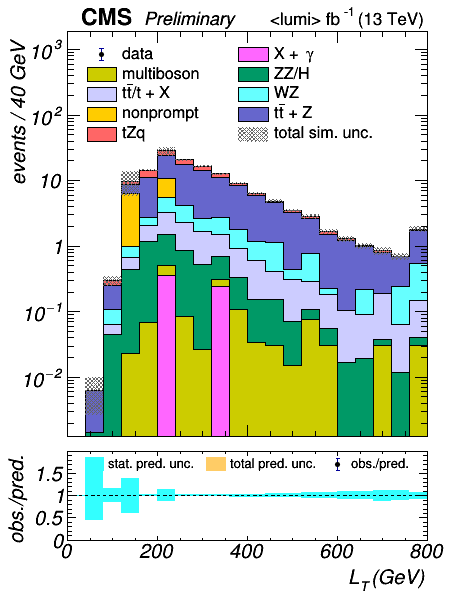 CMS Preliminary <lumi> fb⁻¹ (13 TeV)
events / 40 GeV
10³
10²
10
1
10⁻¹
10⁻²
data
X + γ
multiboson
ZZ/H
tt̄/t + X
WZ
nonprompt
tt̄ + Z
tZq
total sim. unc.
obs./pred.
1.5
1
0.5
0
stat. pred. unc. total pred. unc. obs./pred.
0 200 400 600 800
L_T(GeV)